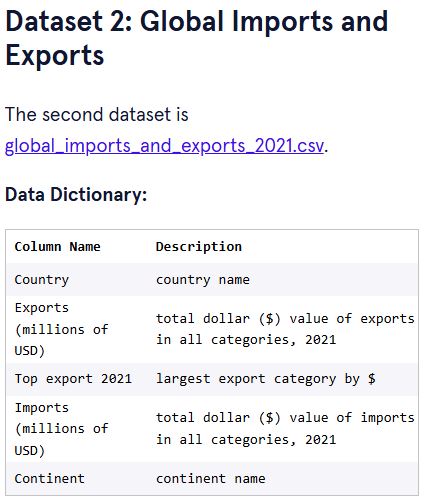 Dataset 2: Global Imports and
Exports
The second dataset is
global_imports_and_exports_2021.csv.
Data Dictionary:
Column Name Description
Country country name
Exports
(millions of
USD)
total dollar ($) value of exports
in all categories, 2021
Top export 2021 largest export category by $
Imports
(millions of
USD)
total dollar ($) value of imports
in all categories, 2021
Continent continent name